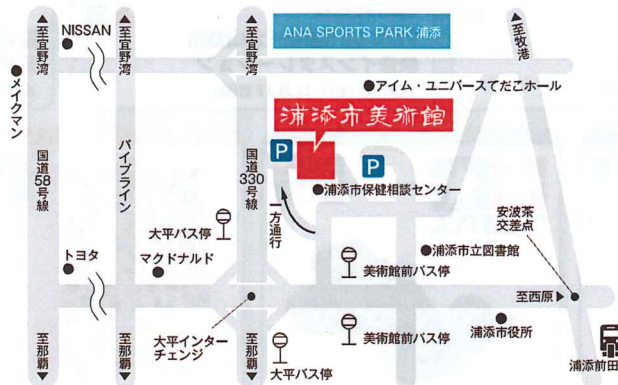 至宜野湾
NISSAN
至宜野湾
至宜野湾
ANA SPORTS PARK 浦添
至牧港
メイクマン
アイム・ユニバースてだこホール
浦添市美術館
国道58号線
パイプライン
国道330号線
P
P
浦添市保健相談センター
一方通行
大平バス停
安波茶
交差点
トヨタ
マクドナルド
浦添市立図書館
美術館前バス停
至西原
大平インター
チェンジ
美術館前バス停
浦添市役所
至那覇
至那覇
至那覇
大平バス停
浦添前田